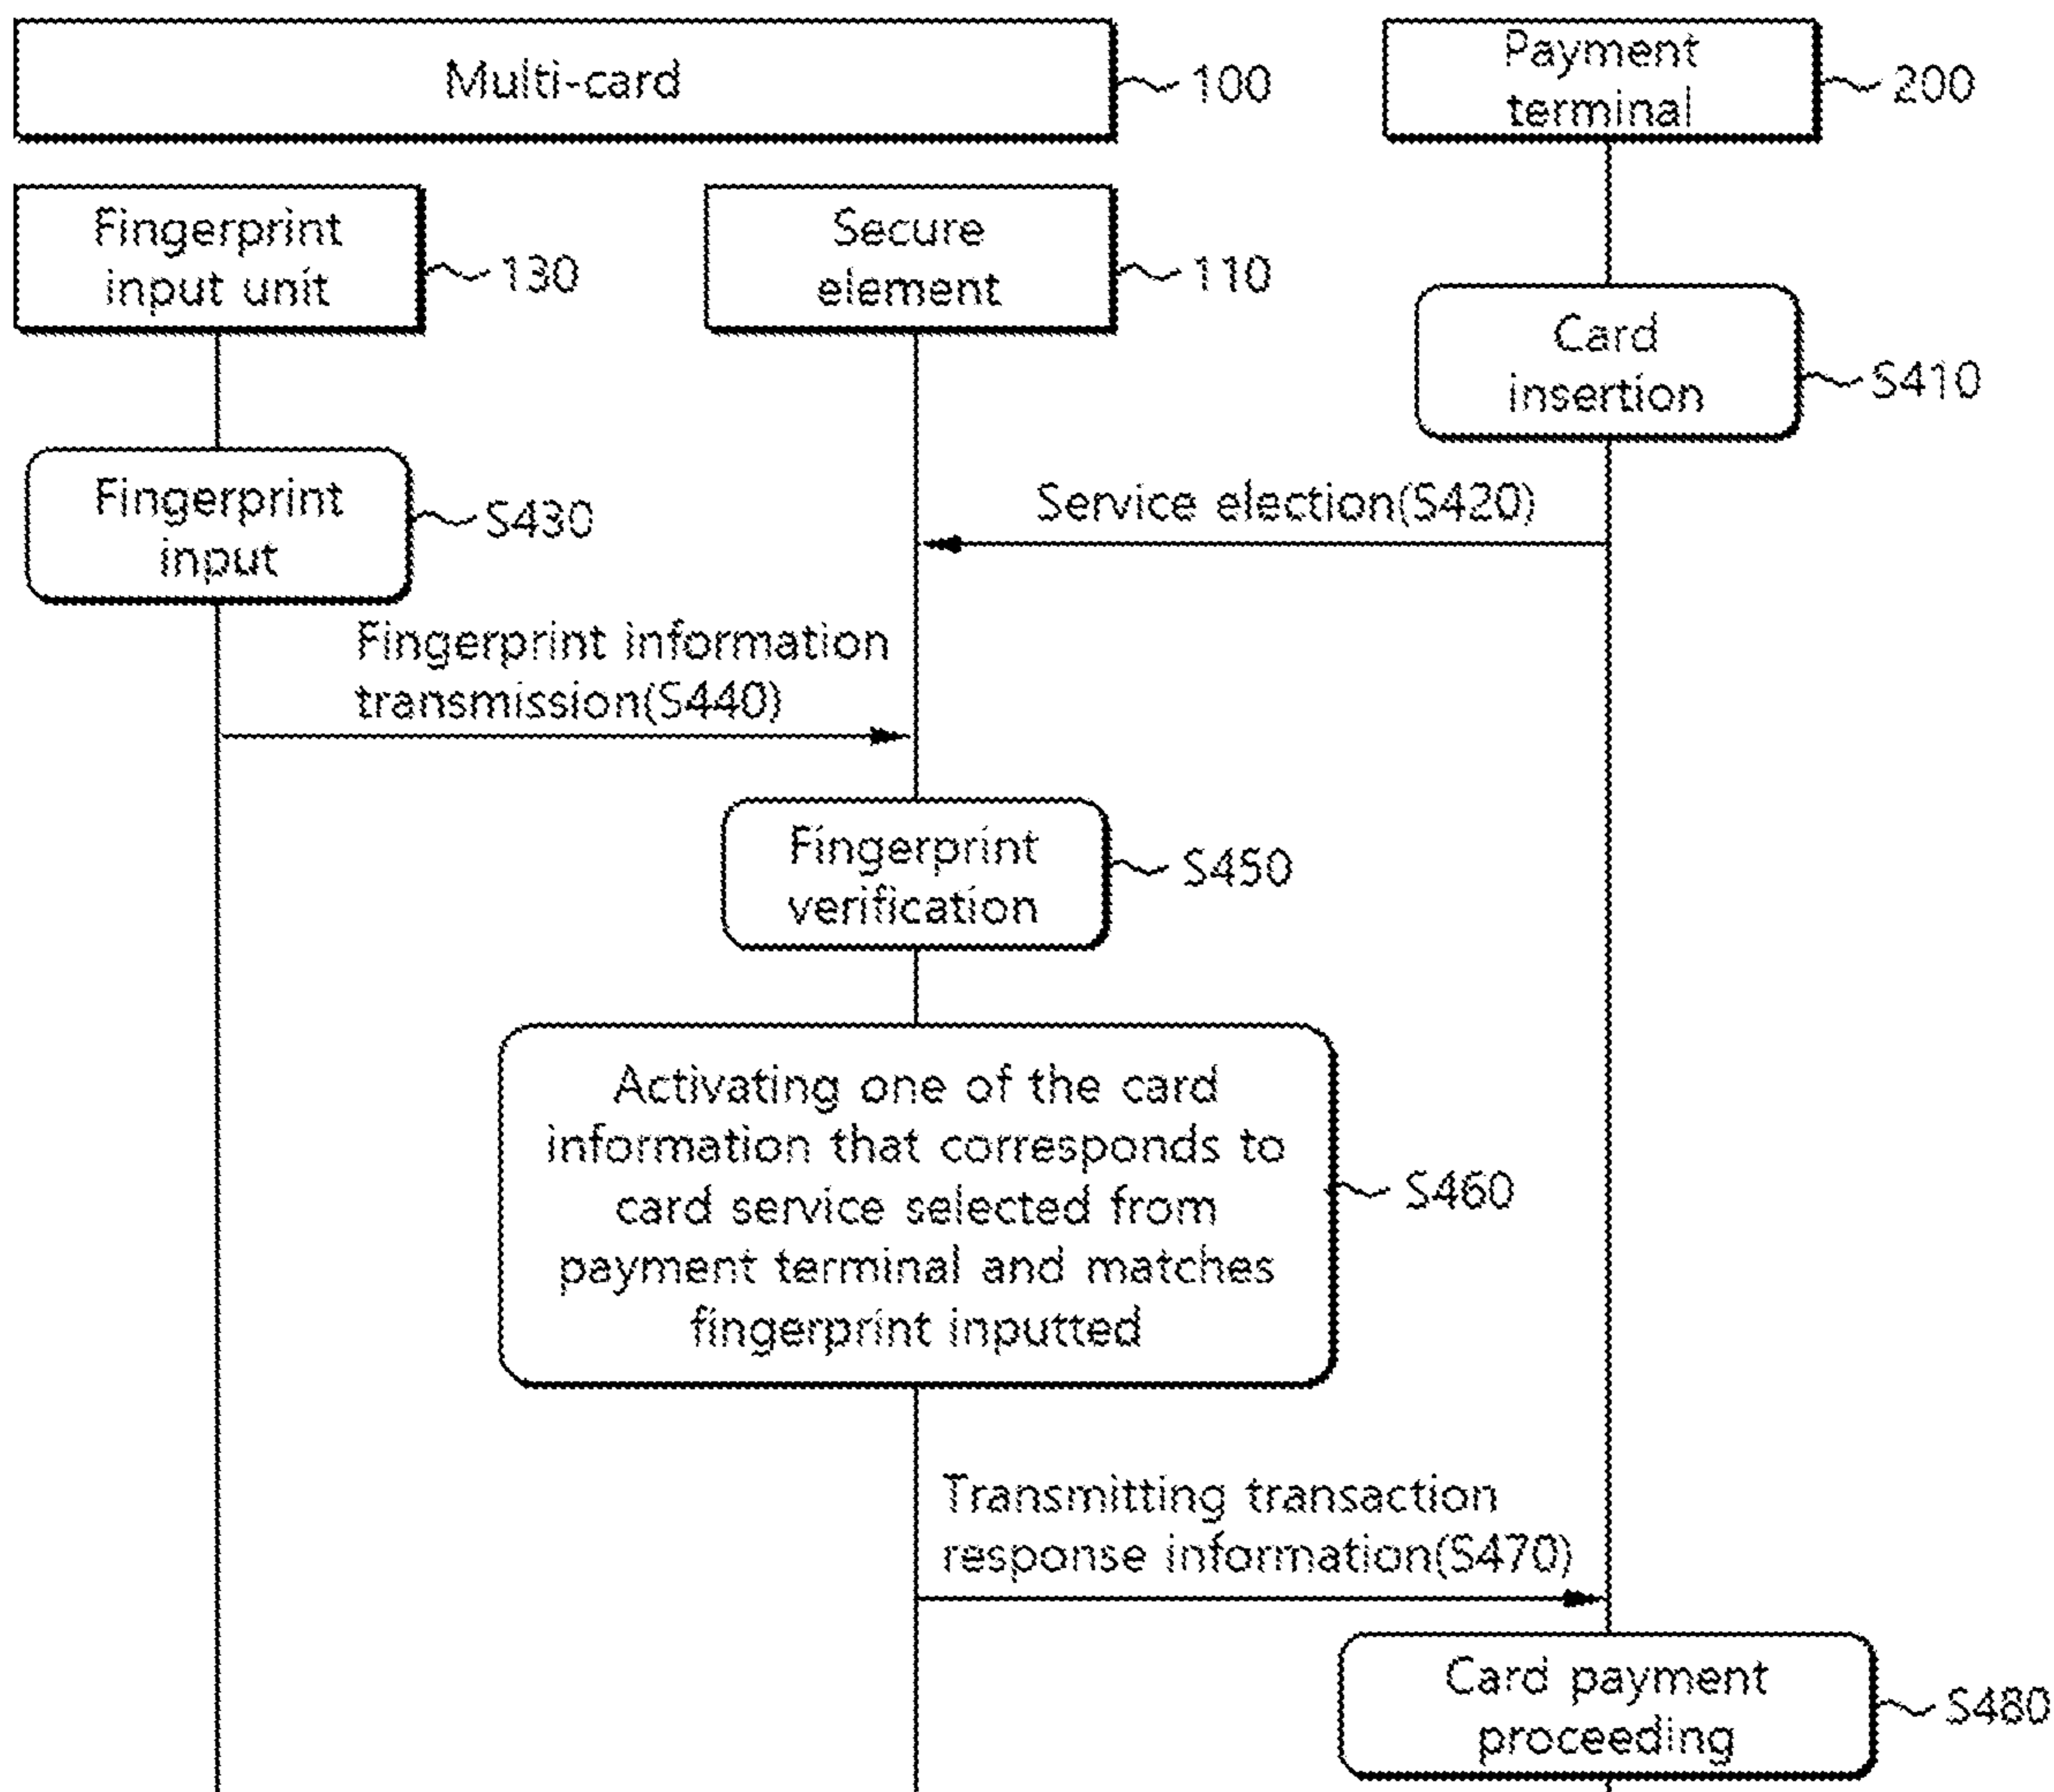 Multi-card
100
Payment
terminal
200
Fingerprint
input unit
130
Secure
element
110
Card
insertion
S410
Fingerprint
input
S430
Service election(S420)
Fingerprint information
transmission(S440)
Fingerprint
verification
S450
Activating one of the card
information that corresponds to
card service selected from
payment terminal and matches
fingerprint inputted
S460
Transmitting transaction
response information(S470)
Card payment
proceeding
S480